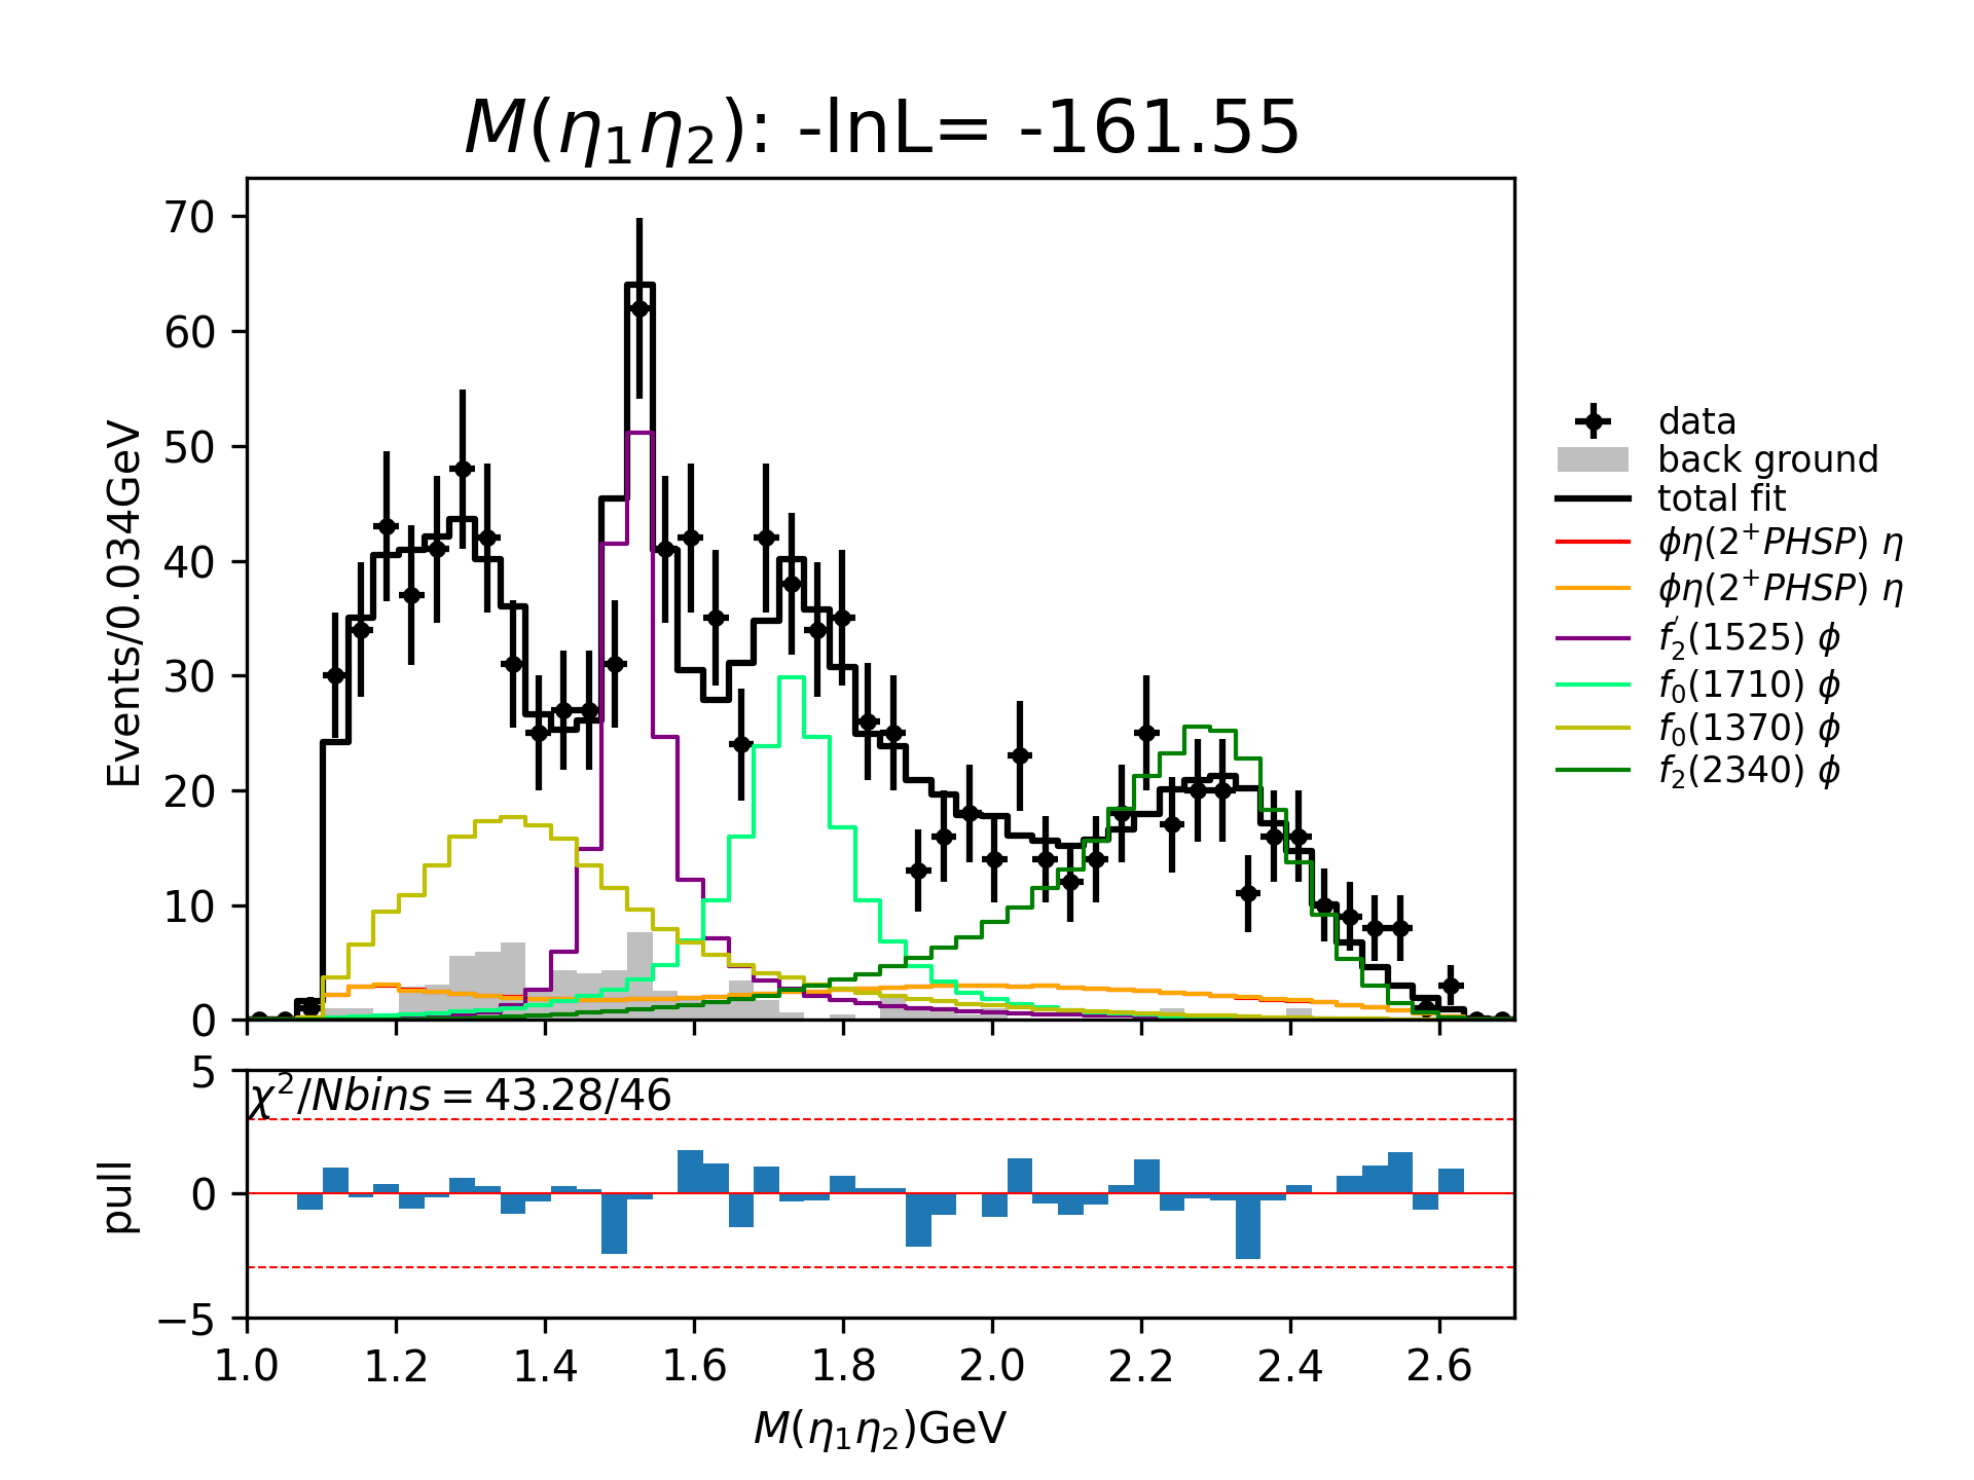 M(η₁η₂): -lnL= -161.55
Events/0.034GeV
70
60
50
40
30
20
10
0
data
back ground
total fit
ϕη(2⁺PHSP) η
ϕη(2⁺PHSP) η
f₂′(1525) ϕ
f₀(1710) ϕ
f₀(1370) ϕ
f₂(2340) ϕ
χ²/Nbins = 43.28/46
pull
5
0
−5
1.0 1.2 1.4 1.6 1.8 2.0 2.2 2.4 2.6
M(η₁η₂)GeV